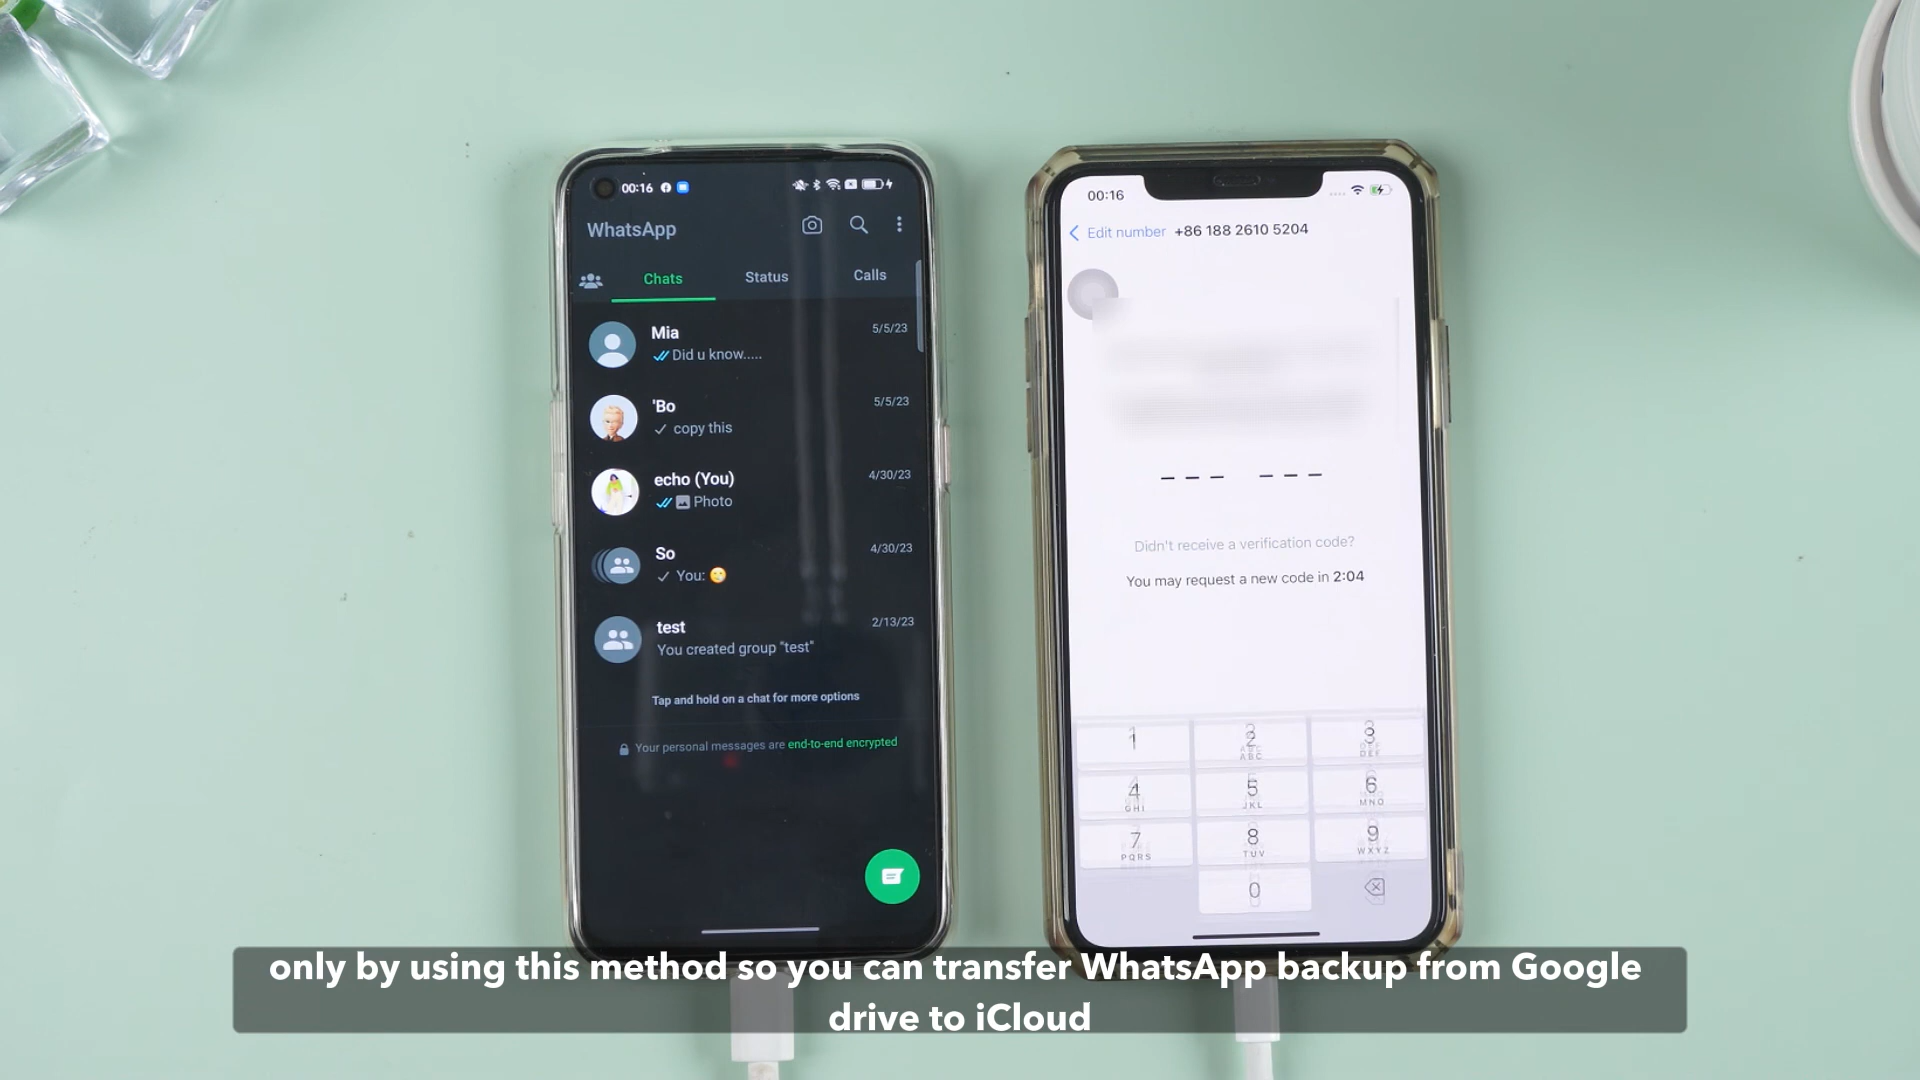 00:16
WhatsApp
Chats Status Calls
Mia 5/5/23
Did u know.....
'Bo 5/5/23
copy this
echo (You) 4/30/23
Photo
So 4/30/23
You: 
test 2/13/23
You created group "test"
Tap and hold on a chat for more options
Your personal messages are end-to-end encrypted
00:16
Edit number +86 188 2610 5204
Didn't receive a verification code?
You may request a new code in 2:04
1 2 3
ABC DEF
4 5 6
GHI JKL MNO
7 8 9
PQRS TUV WXYZ
0
only by using this method so you can transfer WhatsApp backup from Google
drive to iCloud